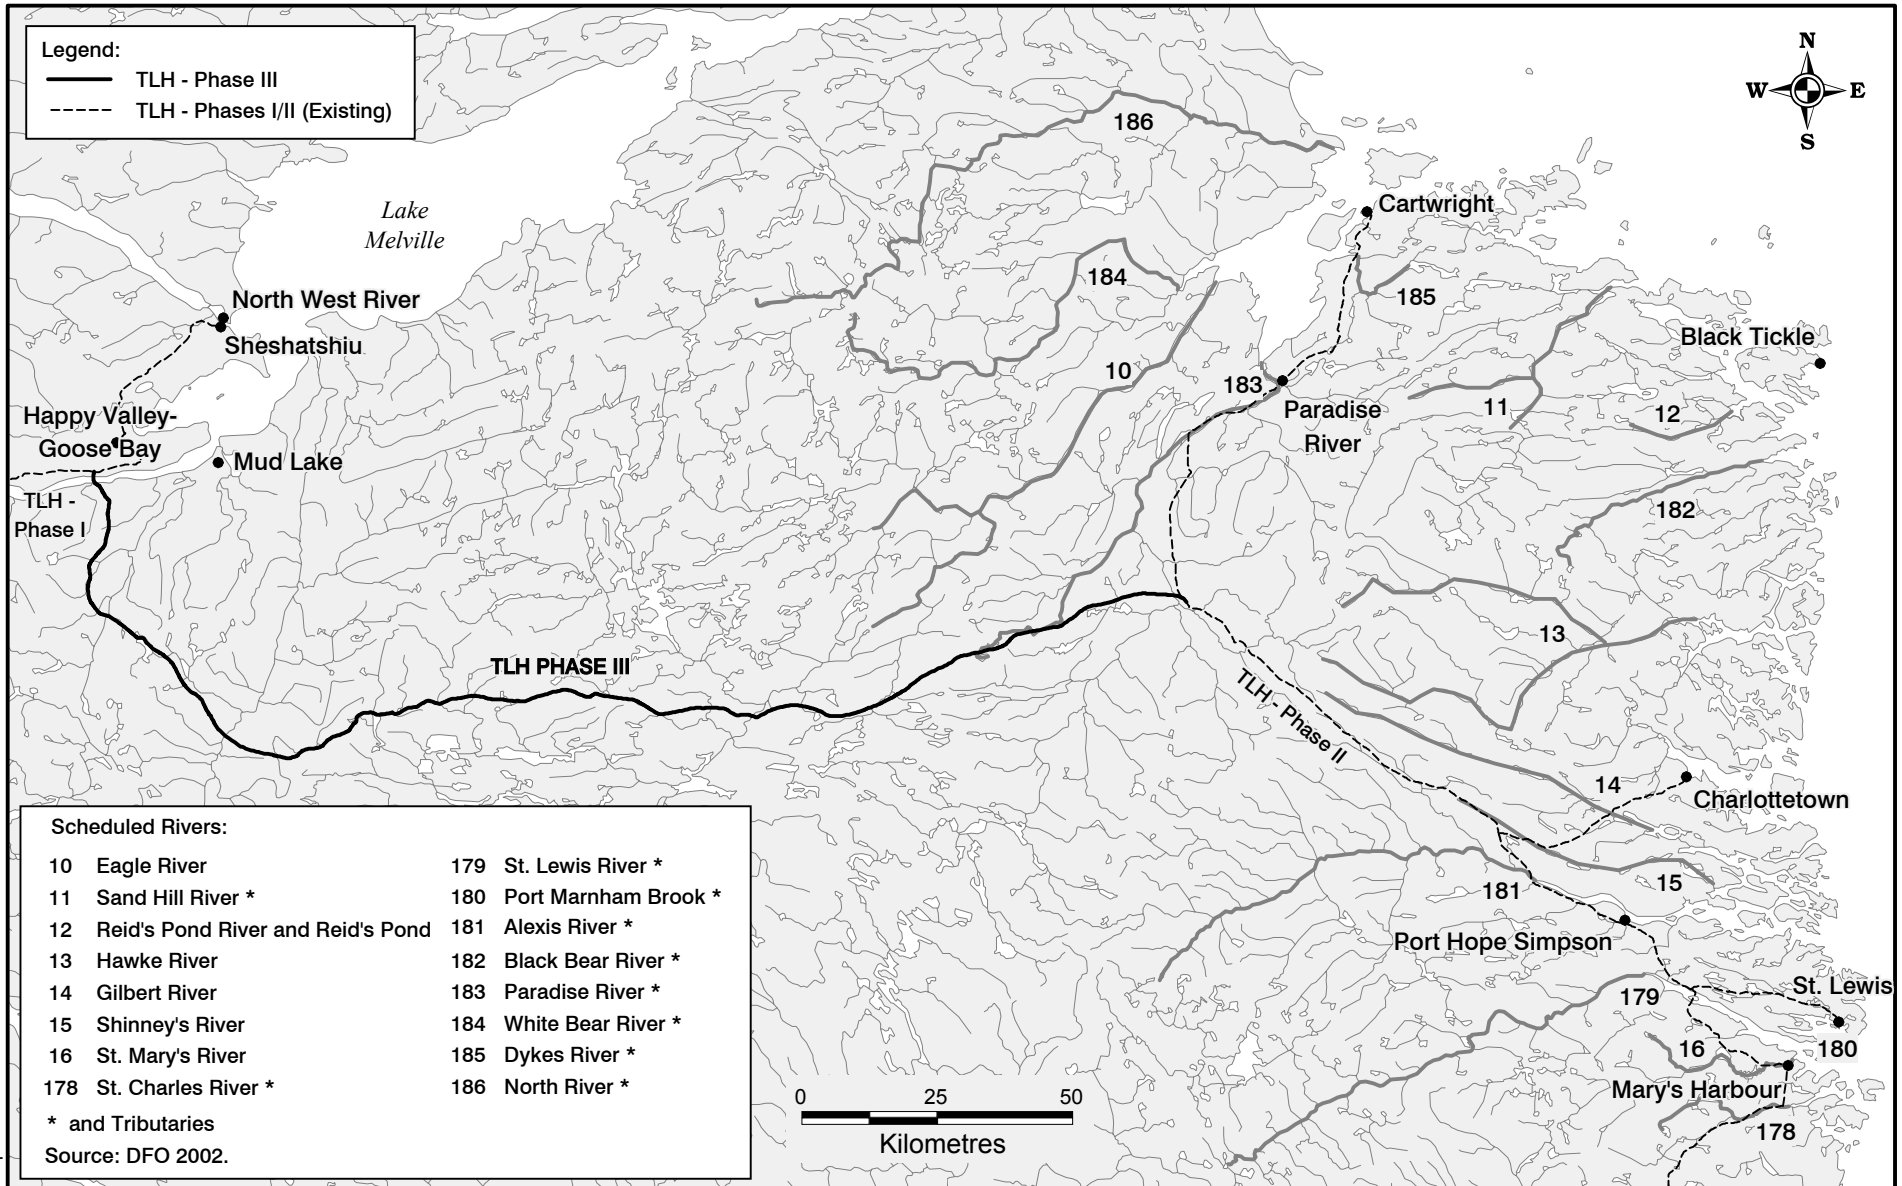 Legend:
TLH - Phase III
TLH - Phases I/II (Existing)
N
W E
S
186
Lake
Melville
Cartwright
184
185
North West River
Sheshatshiu
Black Tickle
10
183
Paradise
River
11
12
Happy Valley-
Goose Bay
Mud Lake
TLH -
Phase I
182
13
TLH PHASE III
TLH - Phase II
14
Charlottetown
15
181
Port Hope Simpson
179
St. Lewis
16
180
Mary's Harbour
178
Scheduled Rivers:
10 Eagle River
11 Sand Hill River *
12 Reid's Pond River and Reid's Pond
13 Hawke River
14 Gilbert River
15 Shinney's River
16 St. Mary's River
178 St. Charles River *
179 St. Lewis River *
180 Port Marnham Brook *
181 Alexis River *
182 Black Bear River *
183 Paradise River *
184 White Bear River *
185 Dykes River *
186 North River *
* and Tributaries
Source: DFO 2002.
0 25 50
Kilometres